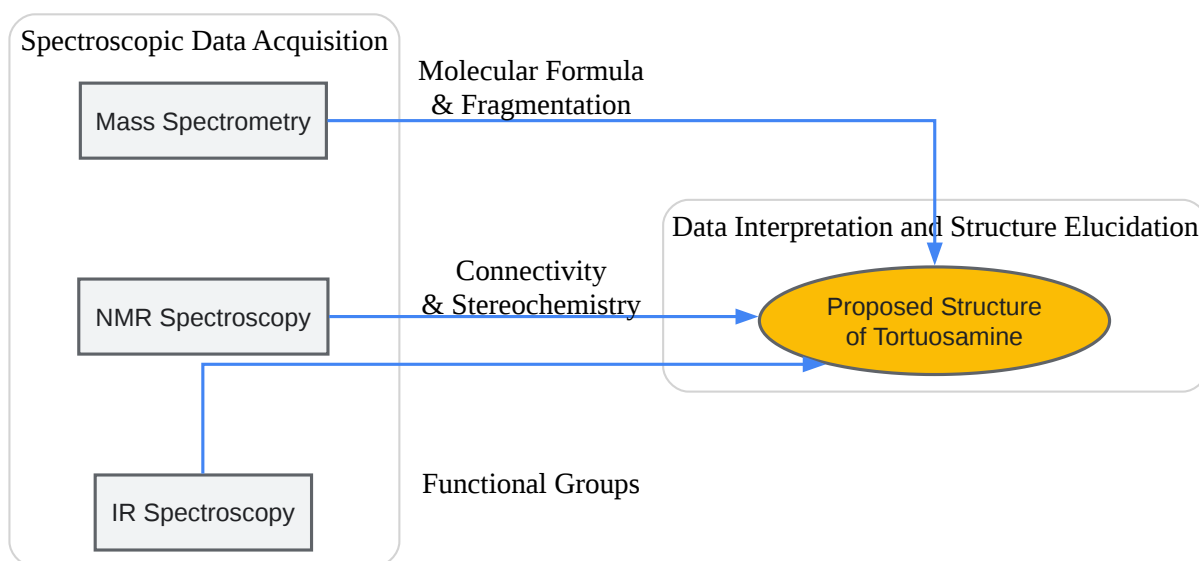 Spectroscopic Data Acquisition
Molecular Formula
& Fragmentation
Mass Spectrometry
Data Interpretation and Structure Elucidation
Connectivity
& Stereochemistry
NMR Spectroscopy
Proposed Structure
of Tortuosamine
Functional Groups
IR Spectroscopy